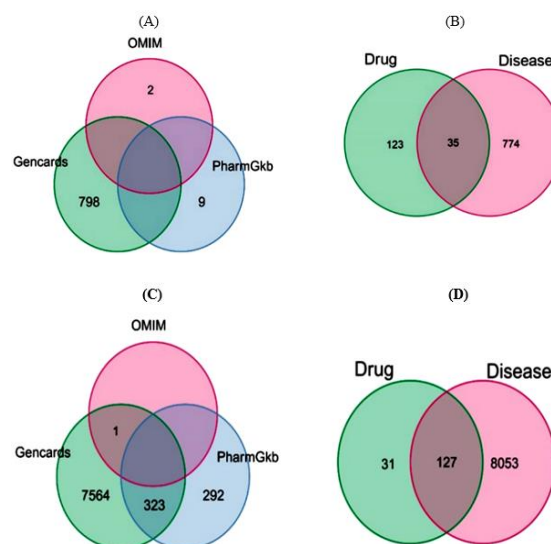 (A)
OMIM
2
Gencards
PharmGkb
798
9
(B)
Drug
Disease
123
35
774
(C)
OMIM
1
Gencards
PharmGkb
7564
323
292
(D)
Drug
Disease
31
127
8053